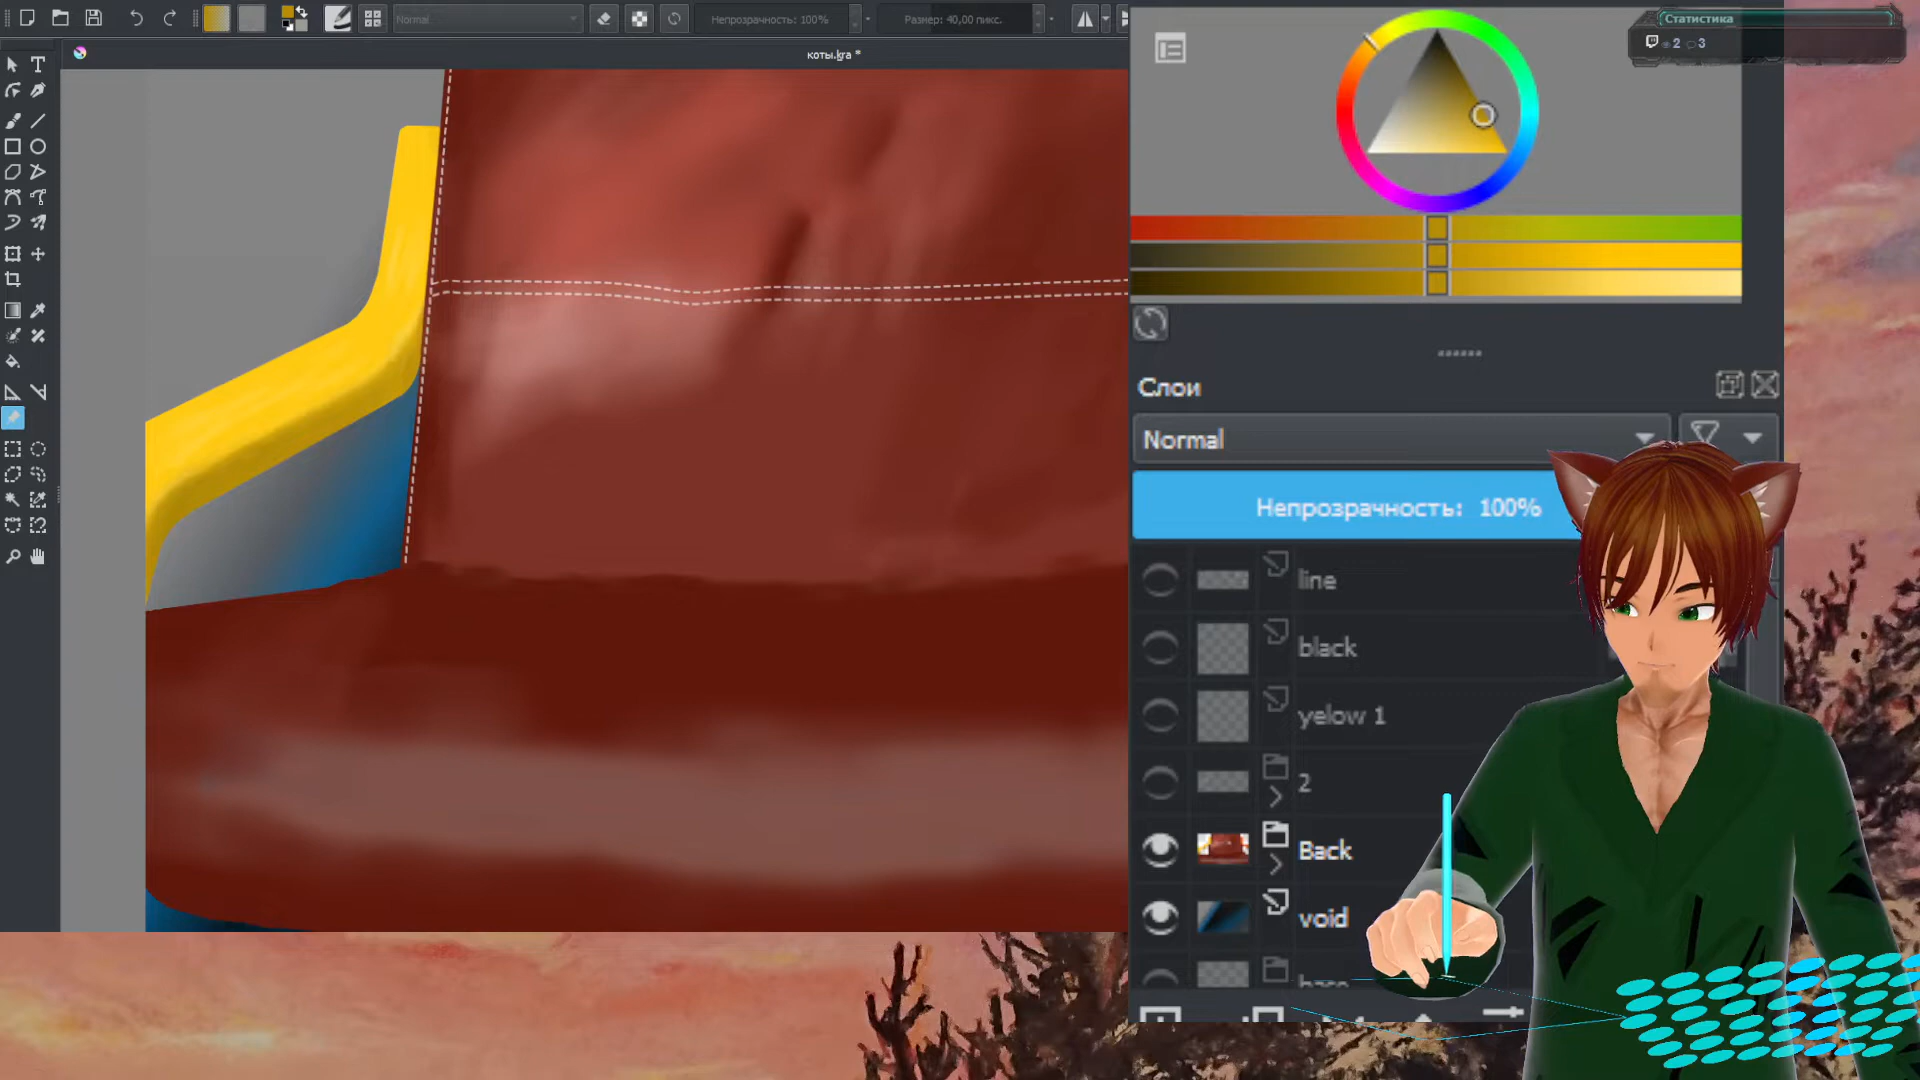 Normal
Непрозрачность: 100%
Размер: 40,00 пикс.
Статистика
2 3
коты.kra *
Слои
Normal
Непрозрачность: 100%
line
black
yelow 1
2
Back
void